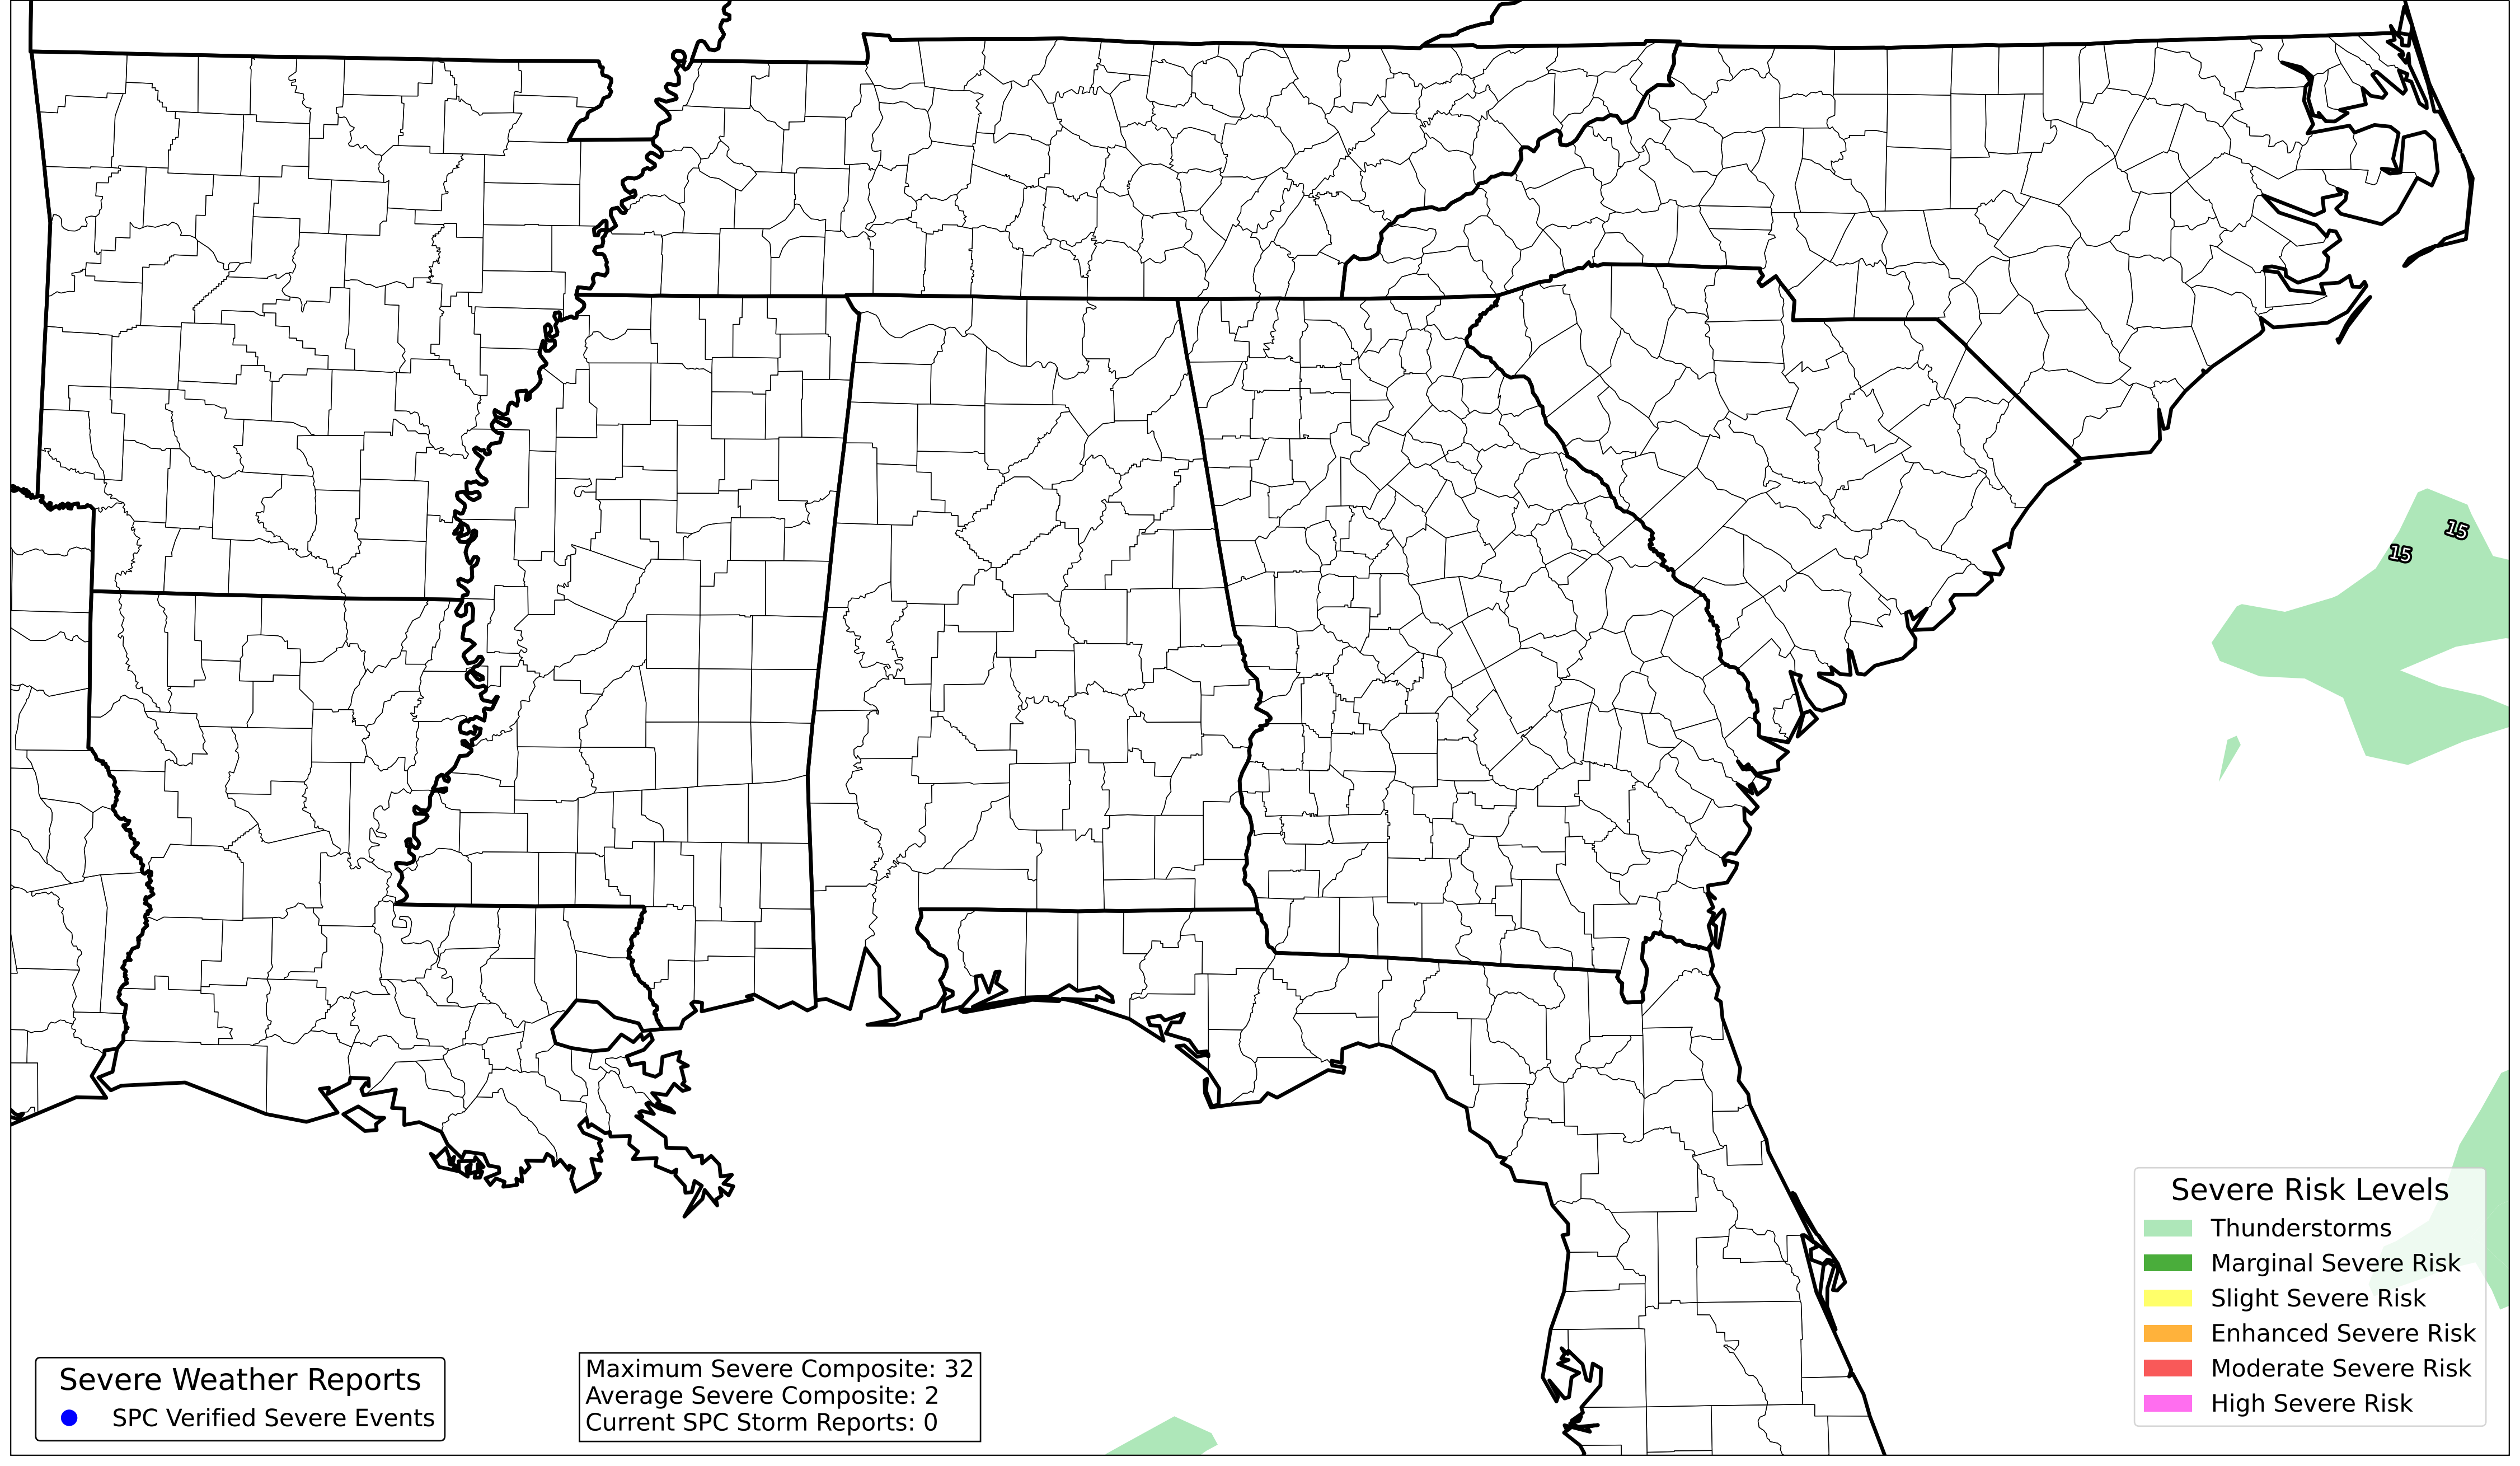 15
15
Severe Risk Levels
Thunderstorms
Marginal Severe Risk
Slight Severe Risk
Enhanced Severe Risk
Moderate Severe Risk
High Severe Risk
Severe Weather Reports
SPC Verified Severe Events
Maximum Severe Composite: 32
Average Severe Composite: 2
Current SPC Storm Reports: 0